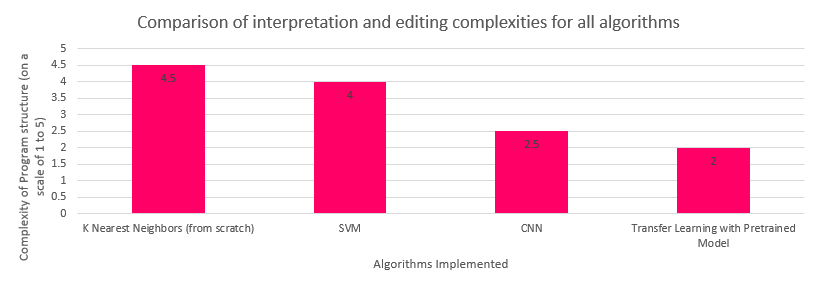 Comparison of interpretation and editing complexities for all algorithms
Complexity of Program structure (on a
scale of 1 to 5)
5
4.5
4
3.5
3
2.5
2
1.5
1
0.5
0
4.5
4
2.5
2
K Nearest Neighbors (from scratch)
SVM
CNN
Transfer Learning with Pretrained
Model
Algorithms Implemented